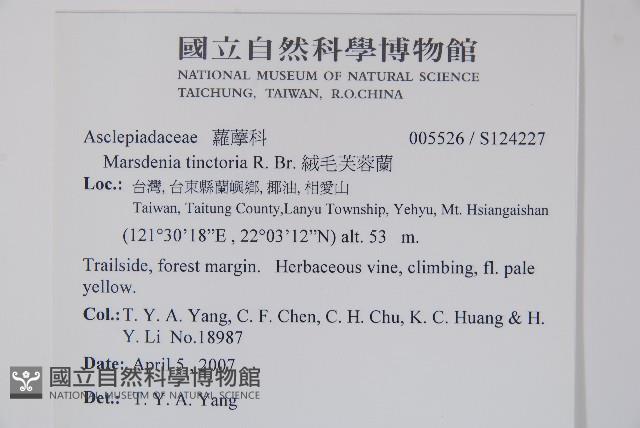 國立自然科學博物館
NATIONAL MUSEUM OF NATURAL SCIENCE
TAICHUNG, TAIWAN, R.O.CHINA
Asclepiadaceae 蘿藦科 005526 / S124227
Marsdenia tinctoria R. Br. 絨毛芙蓉蘭
Loc.: 台灣, 台東縣蘭嶼鄉, 椰油, 相愛山
Taiwan, Taitung County,Lanyu Township, Yehyu, Mt. Hsiangaishan
(121°30'18”E , 22°03'12”N) alt. 53 m.
Trailside, forest margin. Herbaceous vine, climbing, fl. pale
yellow.
Col.: T. Y. A. Yang, C. F. Chen, C. H. Chu, K. C. Huang & H.
Y. Li No.18987
Date: April 5 , 2007
國立自然科學博物館
NATIONAL MUSEUM OF NATURAL SCIENCE
Det.: T. Y. A. Yang